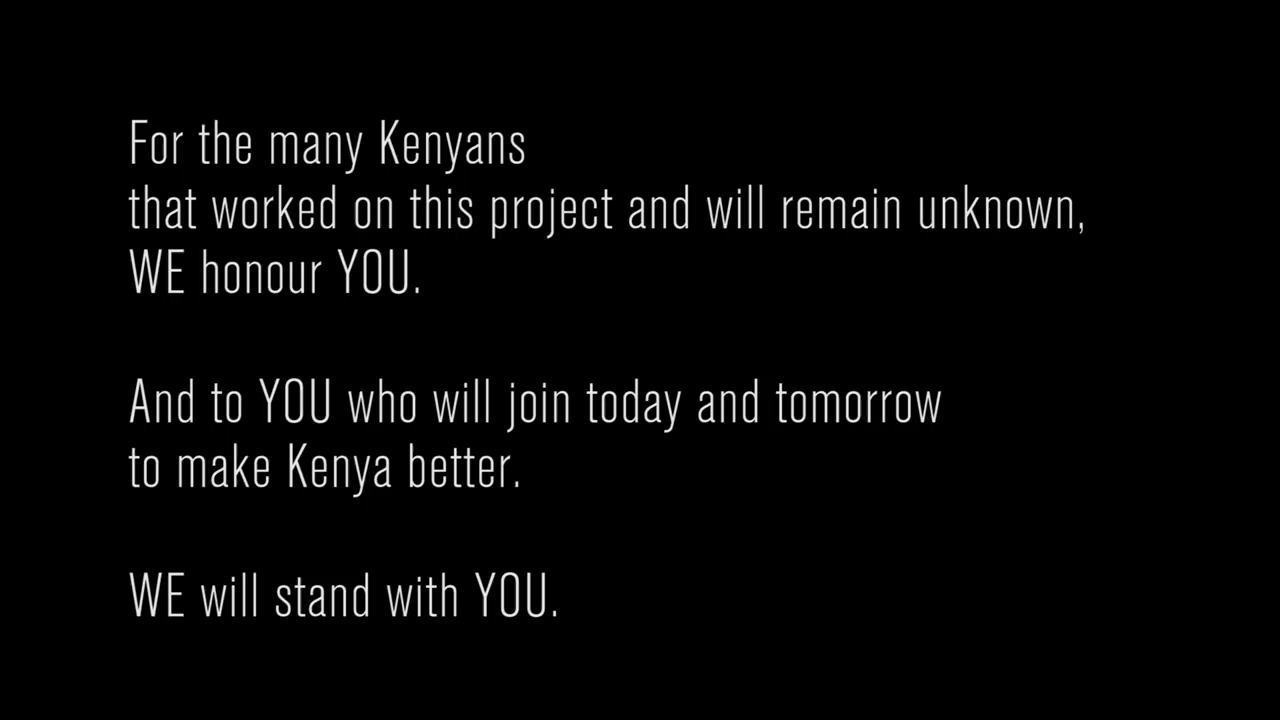 For the many Kenyans
that worked on this project and will remain unknown,
WE honour YOU.
And to YOU who will join today and tomorrow
to make Kenya better.
WE will stand with YOU.